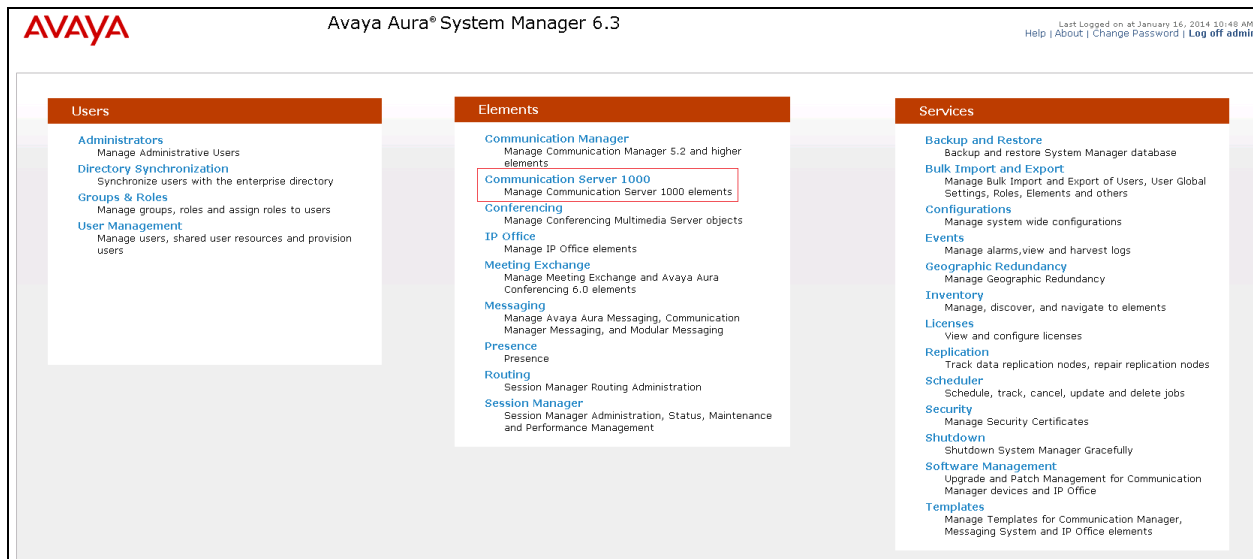 AVAYA
Avaya Aura® System Manager 6.3
Last Logged on at January 16, 2014 10:48 AM
Help | About | Change Password | Log off admin
Users
Administrators
Manage Administrative Users
Directory Synchronization
Synchronize users with the enterprise directory
Groups & Roles
Manage groups, roles and assign roles to users
User Management
Manage users, shared user resources and provision
users
Elements
Communication Manager
Manage Communication Manager 5.2 and higher
elements
Communication Server 1000
Manage Communication Server 1000 elements
Conferencing
Manage Conferencing Multimedia Server objects
IP Office
Manage IP Office elements
Meeting Exchange
Manage Meeting Exchange and Avaya Aura
Conferencing 6.0 elements
Messaging
Manage Avaya Aura Messaging, Communication
Manager Messaging, and Modular Messaging
Presence
Presence
Routing
Session Manager Routing Administration
Session Manager
Session Manager Administration, Status, Maintenance
and Performance Management
Services
Backup and Restore
Backup and restore System Manager database
Bulk Import and Export
Manage Bulk Import and Export of Users, User Global
Settings, Roles, Elements and others
Configurations
Manage system wide configurations
Events
Manage alarms,view and harvest logs
Geographic Redundancy
Manage Geographic Redundancy
Inventory
Manage, discover, and navigate to elements
Licenses
View and configure licenses
Replication
Track data replication nodes, repair replication nodes
Scheduler
Schedule, track, cancel, update and delete jobs
Security
Manage Security Certificates
Shutdown
Shutdown System Manager Gracefully
Software Management
Upgrade and Patch Management for Communication
Manager devices and IP Office
Templates
Manage Templates for Communication Manager,
Messaging System and IP Office elements